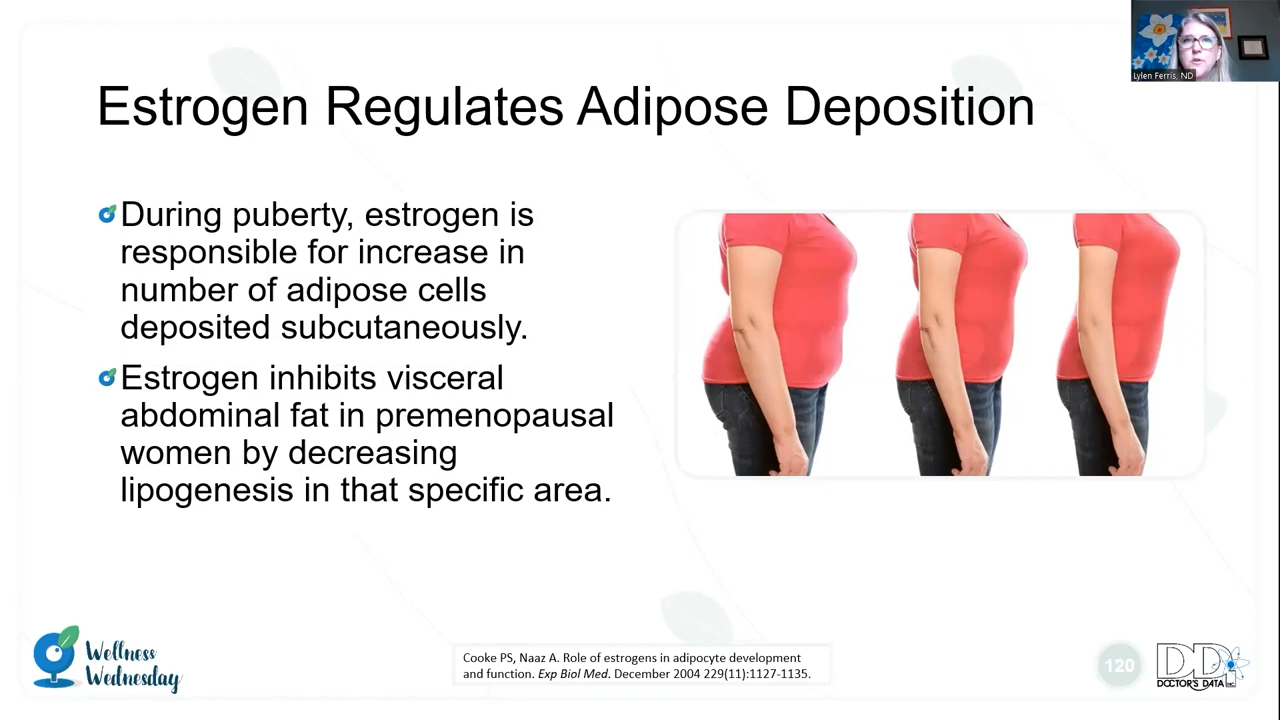 Lylen Ferris, ND
Estrogen Regulates Adipose Deposition
During puberty, estrogen is
responsible for increase in
number of adipose cells
deposited subcutaneously.
Estrogen inhibits visceral
abdominal fat in premenopausal
women by decreasing
lipogenesis in that specific area.
Wellness
Wednesday
Cooke PS, Naaz A. Role of estrogens in adipocyte development
and function. Exp Biol Med. December 2004 229(11):1127-1135.
120
DDI
DOCTOR'S DATA INC.